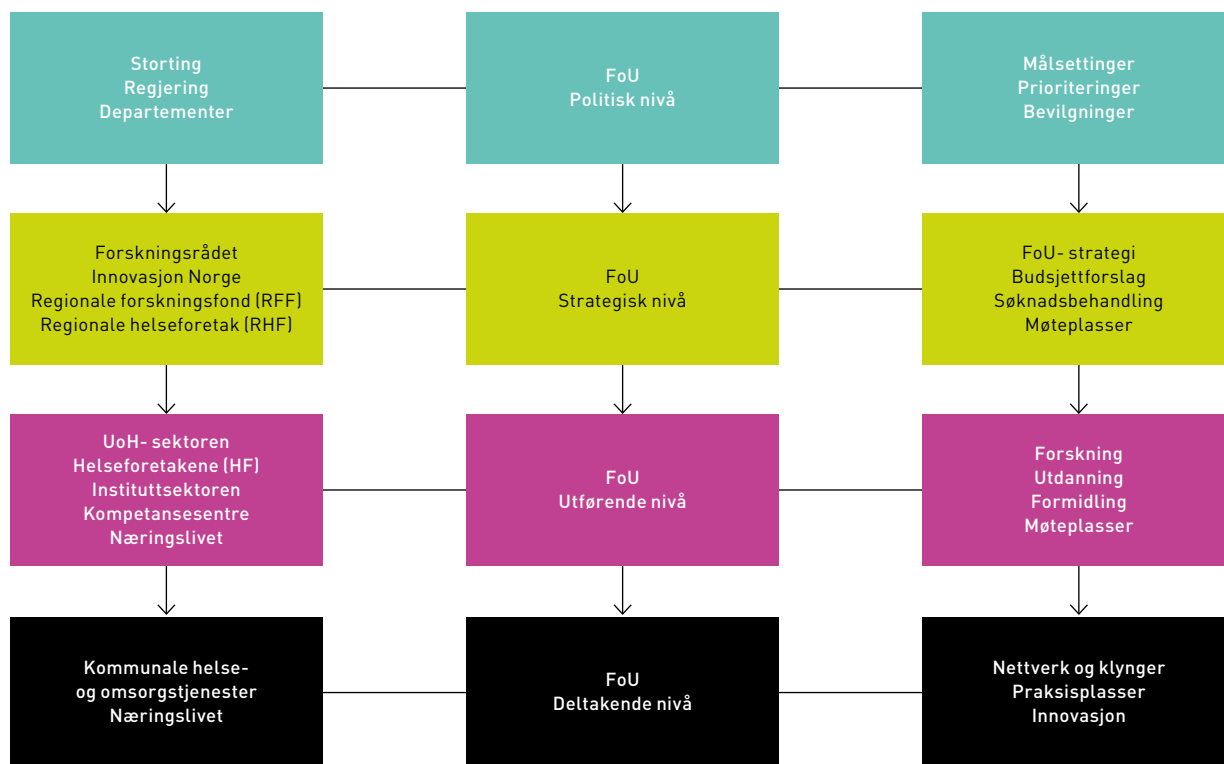 Storting
Regjering
Departementer
FoU
Politisk nivå
Målsettinger
Prioriteringer
Bevilgninger
Forskningsrådet
Innovasjon Norge
Regionale forskningsfond (RFF)
Regionale helseforetak (RHF)
FoU
Strategisk nivå
FoU- strategi
Budsjettforslag
Søknadsbehandling
Møteplasser
UoH- sektoren
Helseforetakene (HF)
Instituttsektoren
Kompetansesentre
Næringslivet
FoU
Utførende nivå
Forskning
Utdanning
Formidling
Møteplasser
Kommunale helse-
og omsorgstjenester
Næringslivet
FoU
Deltakende nivå
Nettverk og klynger
Praksisplasser
Innovasjon